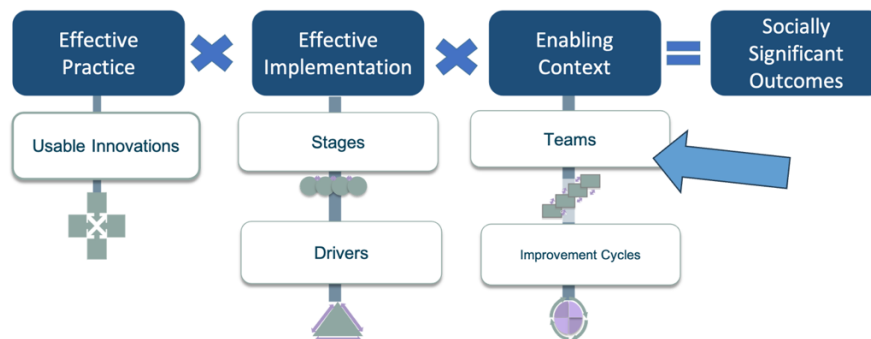 Effective
Practice
Effective
Implementation
Enabling
Context
Socially
Significant
Outcomes
Usable Innovations
Stages
Teams
Drivers
Improvement Cycles